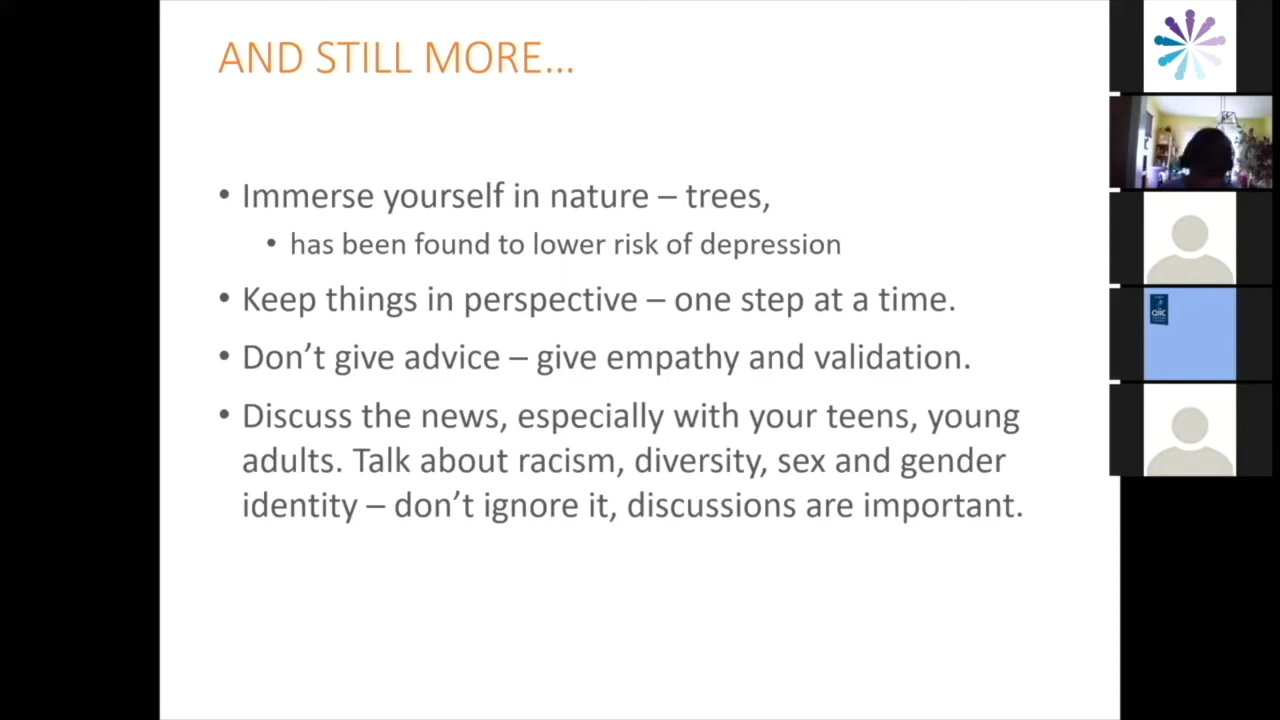 AND STILL MORE...
• Immerse yourself in nature – trees,
• has been found to lower risk of depression
• Keep things in perspective – one step at a time.
• Don’t give advice – give empathy and validation.
• Discuss the news, especially with your teens, young
adults. Talk about racism, diversity, sex and gender
identity – don’t ignore it, discussions are important.
aiic